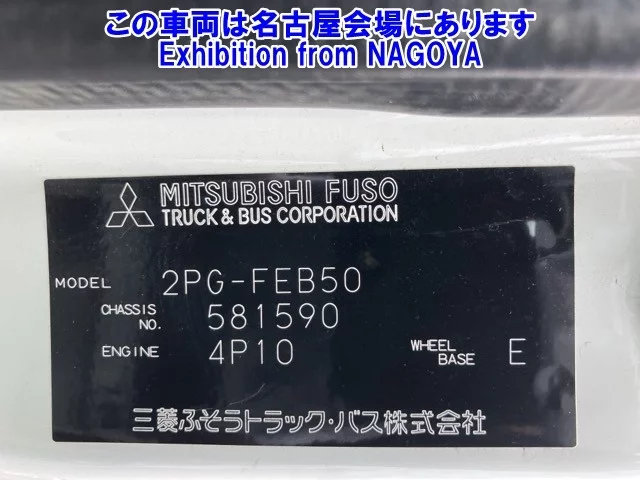 この車両は名古屋会場にあります
Exhibition from NAGOYA
MITSUBISHI FUSO
TRUCK & BUS CORPORATION
MODEL 2PG-FEB50
CHASSIS NO. 581590
ENGINE 4P10 WHEEL BASE E
三菱ふそうトラック・バス株式会社